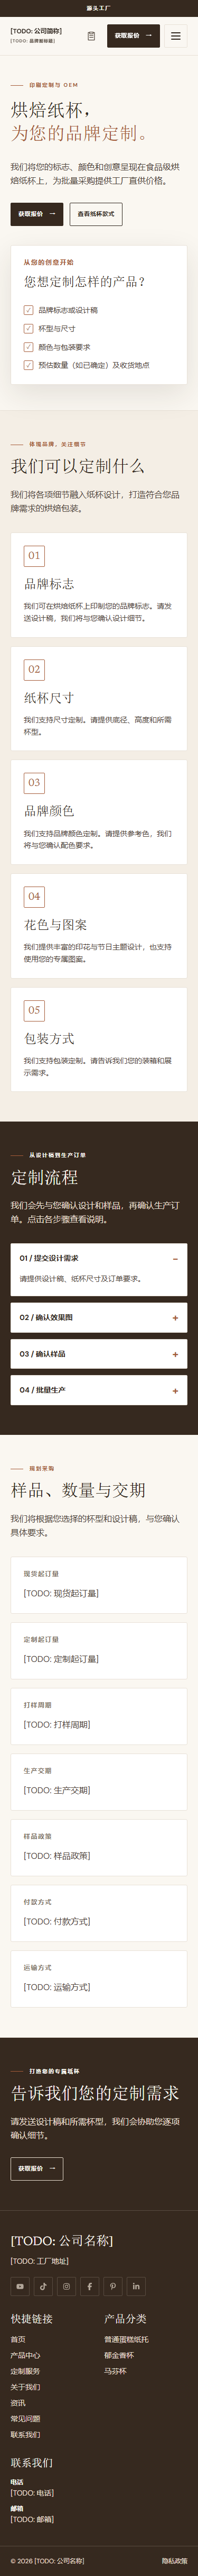 源头工厂
[TODO: 公司简称]
[TODO: 品牌短标语]
获取报价 →
印刷定制与 OEM
烘焙纸杯，
为您的品牌定制。
我们将您的标志、颜色和创意呈现在食品级烘
焙纸杯上，为批量采购提供工厂直供价格。
获取报价 →
查看纸杯款式
从您的创意开始
您想定制怎样的产品？
品牌标志或设计稿
杯型与尺寸
颜色与包装要求
预估数量（如已确定）及收货地点
体现品牌，关注细节
我们可以定制什么
我们将各项细节融入纸杯设计，打造符合您品
牌需求的烘焙包装。
01
品牌标志
我们可在烘焙纸杯上印制您的品牌标志。请发
送设计稿，我们将与您确认设计细节。
02
纸杯尺寸
我们支持尺寸定制。请提供底径、高度和所需
杯型。
03
品牌颜色
我们支持品牌颜色定制。请提供参考色，我们
将与您确认配色要求。
04
花色与图案
我们提供丰富的印花与节日主题设计，也支持
使用您的专属图案。
05
包装方式
我们支持包装定制。请告诉我们您的装箱和展
示需求。
从设计稿到生产订单
定制流程
我们会先与您确认设计和样品，再确认生产订
单。点击各步骤查看说明。
01 / 提交设计需求 −
请提供设计稿、纸杯尺寸及订单要求。
02 / 确认效果图 +
03 / 确认样品 +
04 / 批量生产 +
规划采购
样品、数量与交期
我们将根据您选择的杯型和设计稿，与您确认
具体要求。
现货起订量
[TODO: 现货起订量]
定制起订量
[TODO: 定制起订量]
打样周期
[TODO: 打样周期]
生产交期
[TODO: 生产交期]
样品政策
[TODO: 样品政策]
付款方式
[TODO: 付款方式]
运输方式
[TODO: 运输方式]
打造您的专属纸杯
告诉我们您的定制需求
请发送设计稿和所需杯型，我们会协助您逐项
确认细节。
获取报价 →
[TODO: 公司名称]
[TODO: 工厂地址]
快捷链接
首页
产品中心
定制服务
关于我们
资讯
常见问题
联系我们
产品分类
普通蛋糕纸托
郁金香杯
马芬杯
联系我们
电话
[TODO: 电话]
邮箱
[TODO: 邮箱]
© 2026 [TODO: 公司名称]
隐私政策